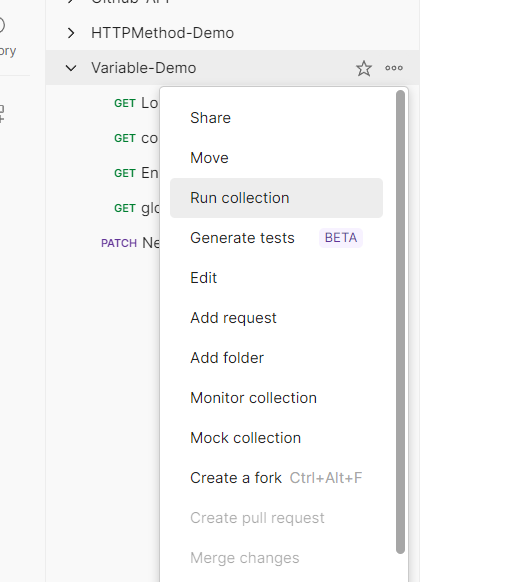 HTTPMethod-Demo
Variable-Demo
GET Lo
GET co
GET En
GET glo
PATCH Ne
Share
Move
Run collection
Generate tests BETA
Edit
Add request
Add folder
Monitor collection
Mock collection
Create a fork Ctrl+Alt+F
Create pull request
Merge changes